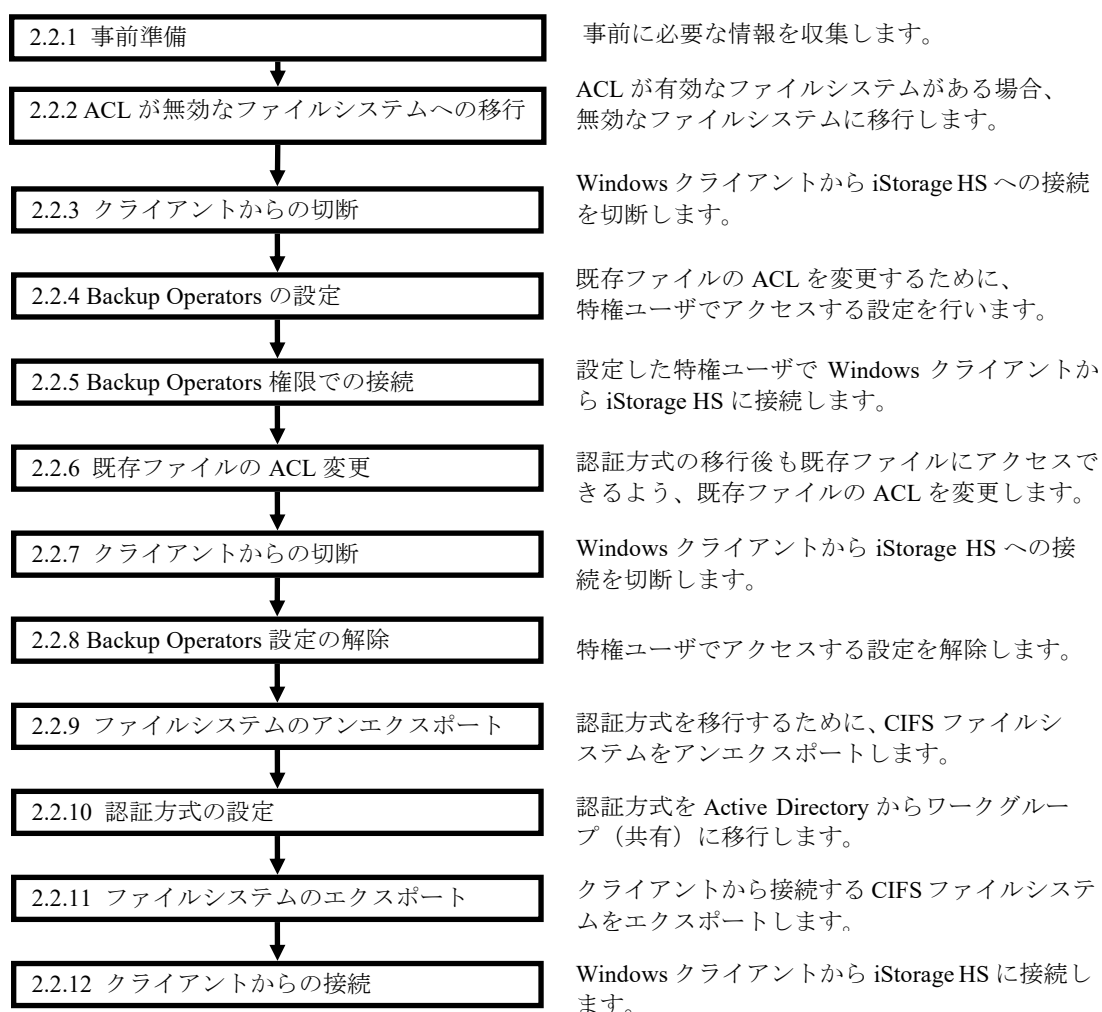 2.2.1 事前準備
事前に必要な情報を収集します。
2.2.2 ACL が無効なファイルシステムへの移行
ACL が有効なファイルシステムがある場合、
無効なファイルシステムに移行します。
2.2.3 クライアントからの切断
Windows クライアントから iStorage HS への接続
を切断します。
2.2.4 Backup Operators の設定
既存ファイルの ACL を変更するために、
特権ユーザでアクセスする設定を行います。
2.2.5 Backup Operators 権限での接続
設定した特権ユーザで Windows クライアントか
ら iStorage HS に接続します。
2.2.6 既存ファイルの ACL 変更
認証方式の移行後も既存ファイルにアクセスで
きるよう、既存ファイルの ACL を変更します。
2.2.7 クライアントからの切断
Windows クライアントから iStorage HS への接
続を切断します。
2.2.8 Backup Operators 設定の解除
特権ユーザでアクセスする設定を解除します。
2.2.9 ファイルシステムのアンエクスポート
認証方式を移行するために、CIFS ファイルシ
ステムをアンエクスポートします。
2.2.10 認証方式の設定
認証方式を Active Directory からワークグルー
プ（共有）に移行します。
2.2.11 ファイルシステムのエクスポート
クライアントから接続する CIFS ファイルシステ
ムをエクスポートします。
2.2.12 クライアントからの接続
Windows クライアントから iStorage HS に接続し
ます。